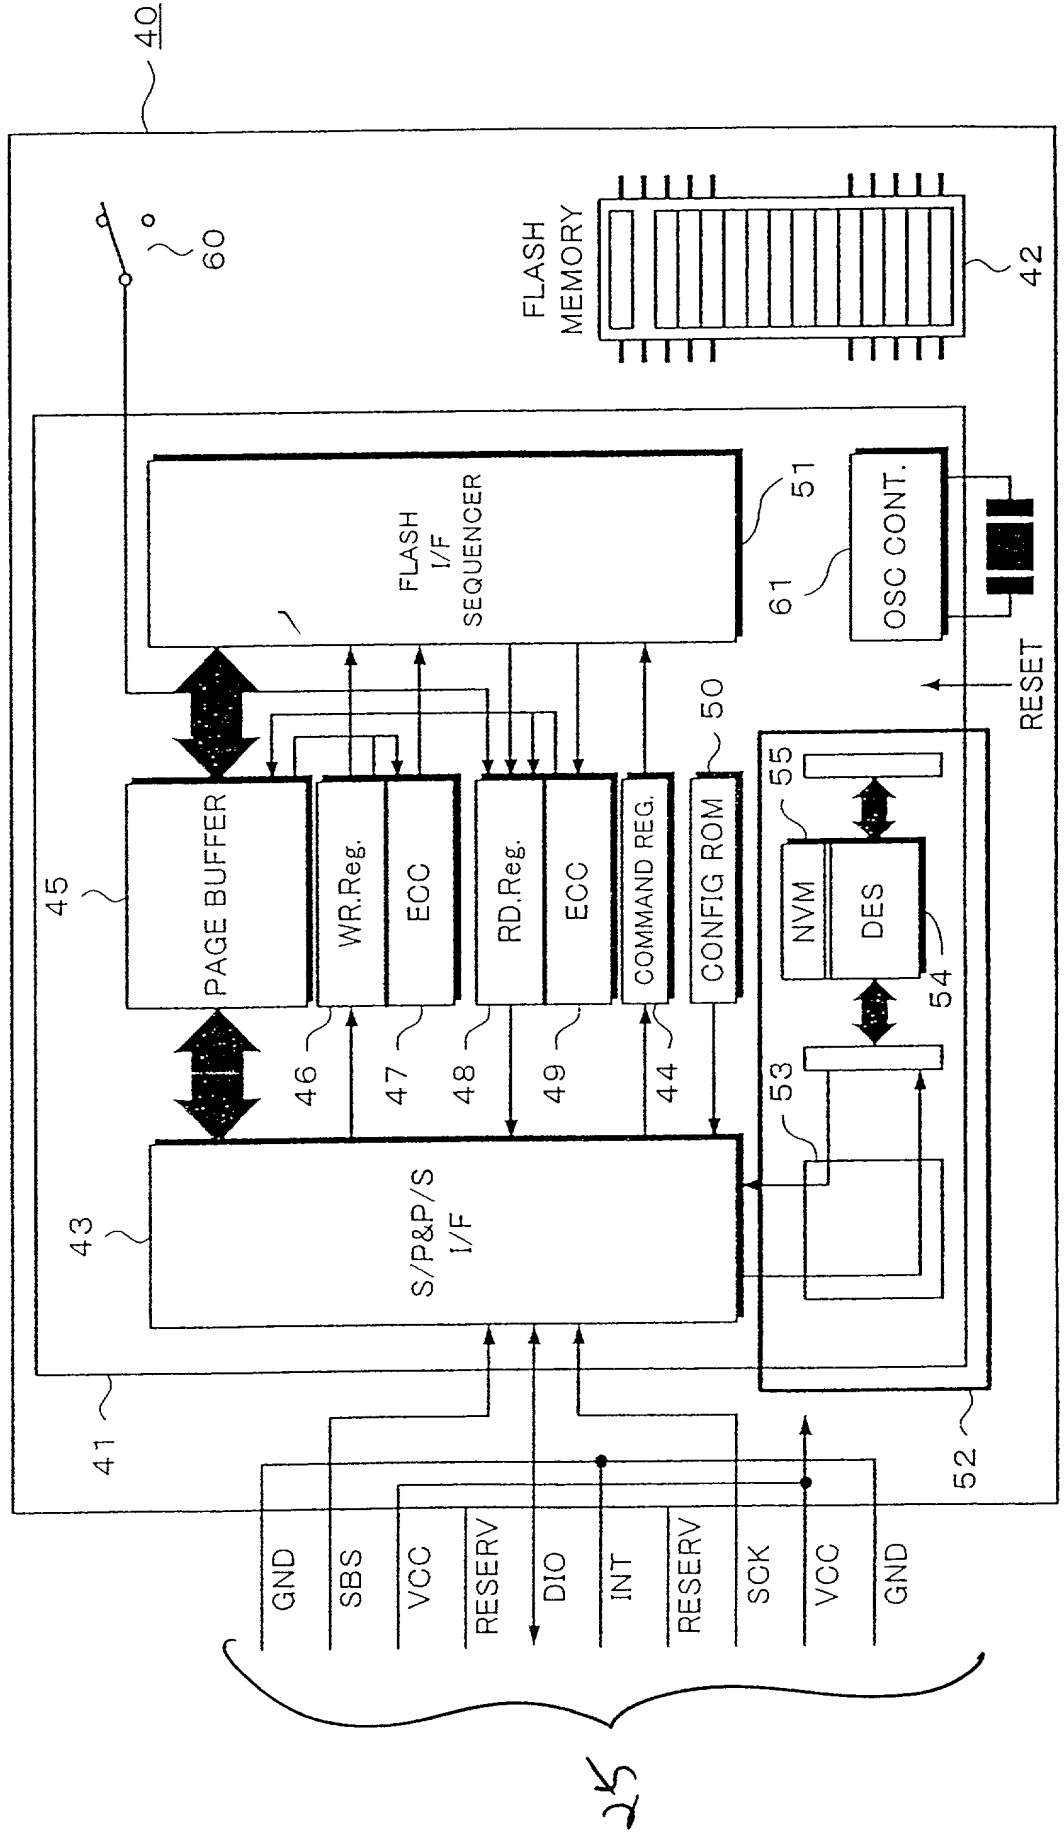 40
60
FLASH
MEMORY
42
FLASH
I/F
SEQUENCER
51
61
OSC CONT.
RESET
45
PAGE BUFFER
46
WR.Reg.
47
ECC
48
RD.Reg.
49
ECC
44
COMMAND REG.
50
CONFIG ROM
55
NVM
DES
54
53
43
S/P&P/S
I/F
41
52
GND
SBS
VCC
RESERV
DIO
INT
RESERV
SCK
VCC
GND
25